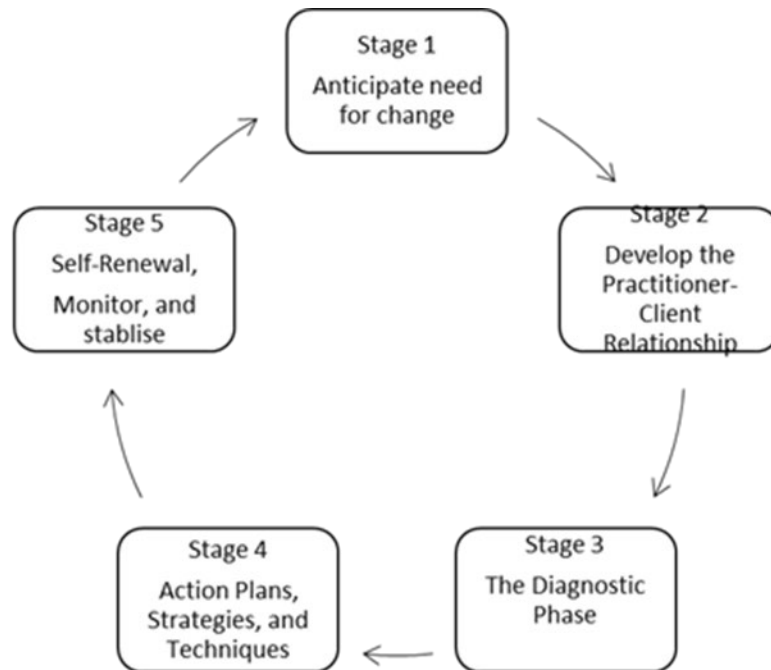 Stage 1
Anticipate need
for change
Stage 2
Develop the
Practitioner-
Client
Relationship
Stage 3
The Diagnostic
Phase
Stage 4
Action Plans,
Strategies, and
Techniques
Stage 5
Self-Renewal,
Monitor, and
stablise